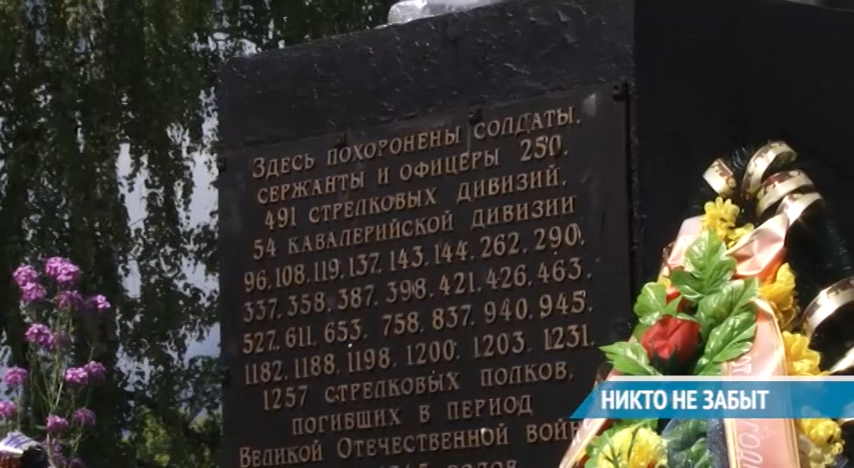 Здесь похоронены солдаты,
сержанты и офицеры 250,
491 стрелковых дивизий,
54 кавалерийской дивизии
96, 108, 119, 137, 143, 144, 262, 290,
337, 358, 387, 398, 421, 426, 463,
527, 611, 653, 758, 837, 940, 945,
1182, 1188, 1198, 1200, 1203, 1231,
1257 стрелковых полков,
погибших в период
Великой Отечественной
годов
НИКТО НЕ ЗАБЫТ